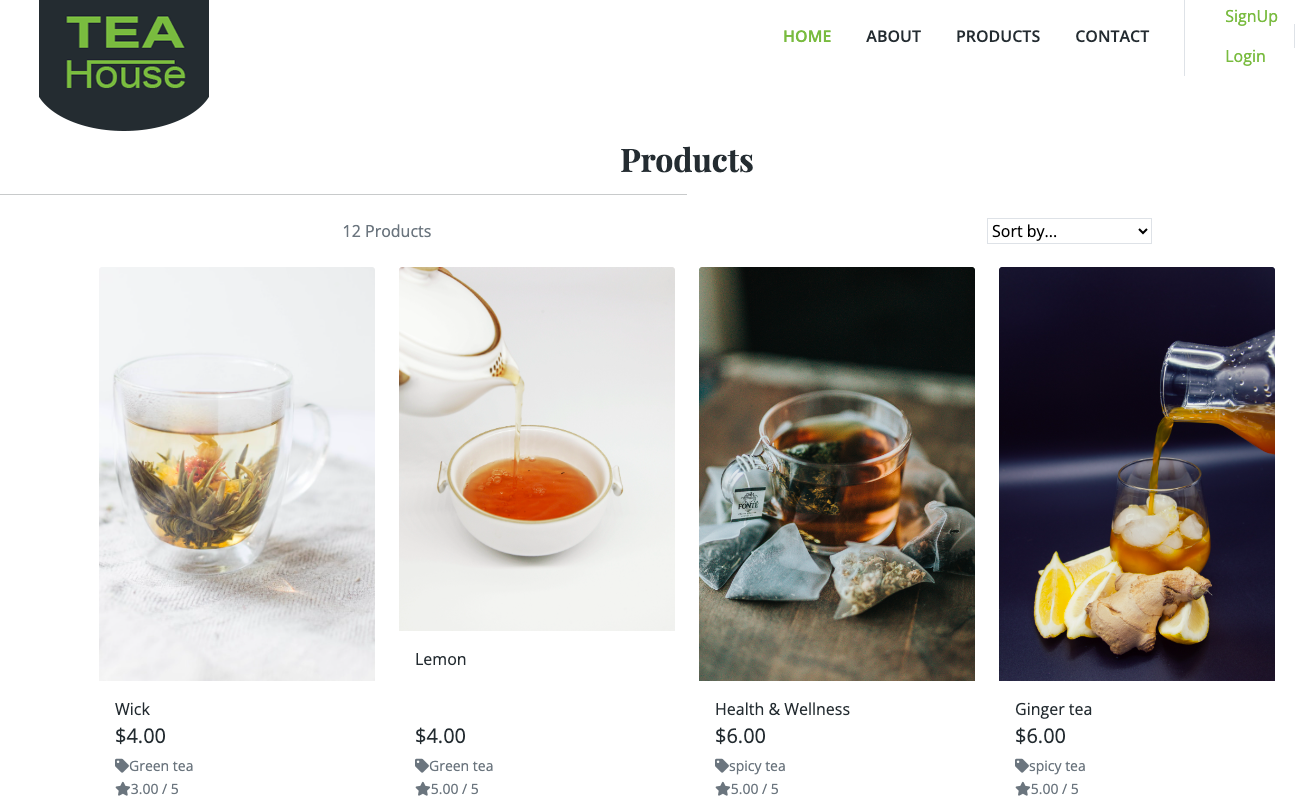 TEA
House
HOME ABOUT PRODUCTS CONTACT
SignUp
Login
Products
12 Products
Sort by...
FONTÉ
Wick
$4.00
Green tea
3.00 / 5
Lemon
$4.00
Green tea
5.00 / 5
Health & Wellness
$6.00
spicy tea
5.00 / 5
Ginger tea
$6.00
spicy tea
5.00 / 5